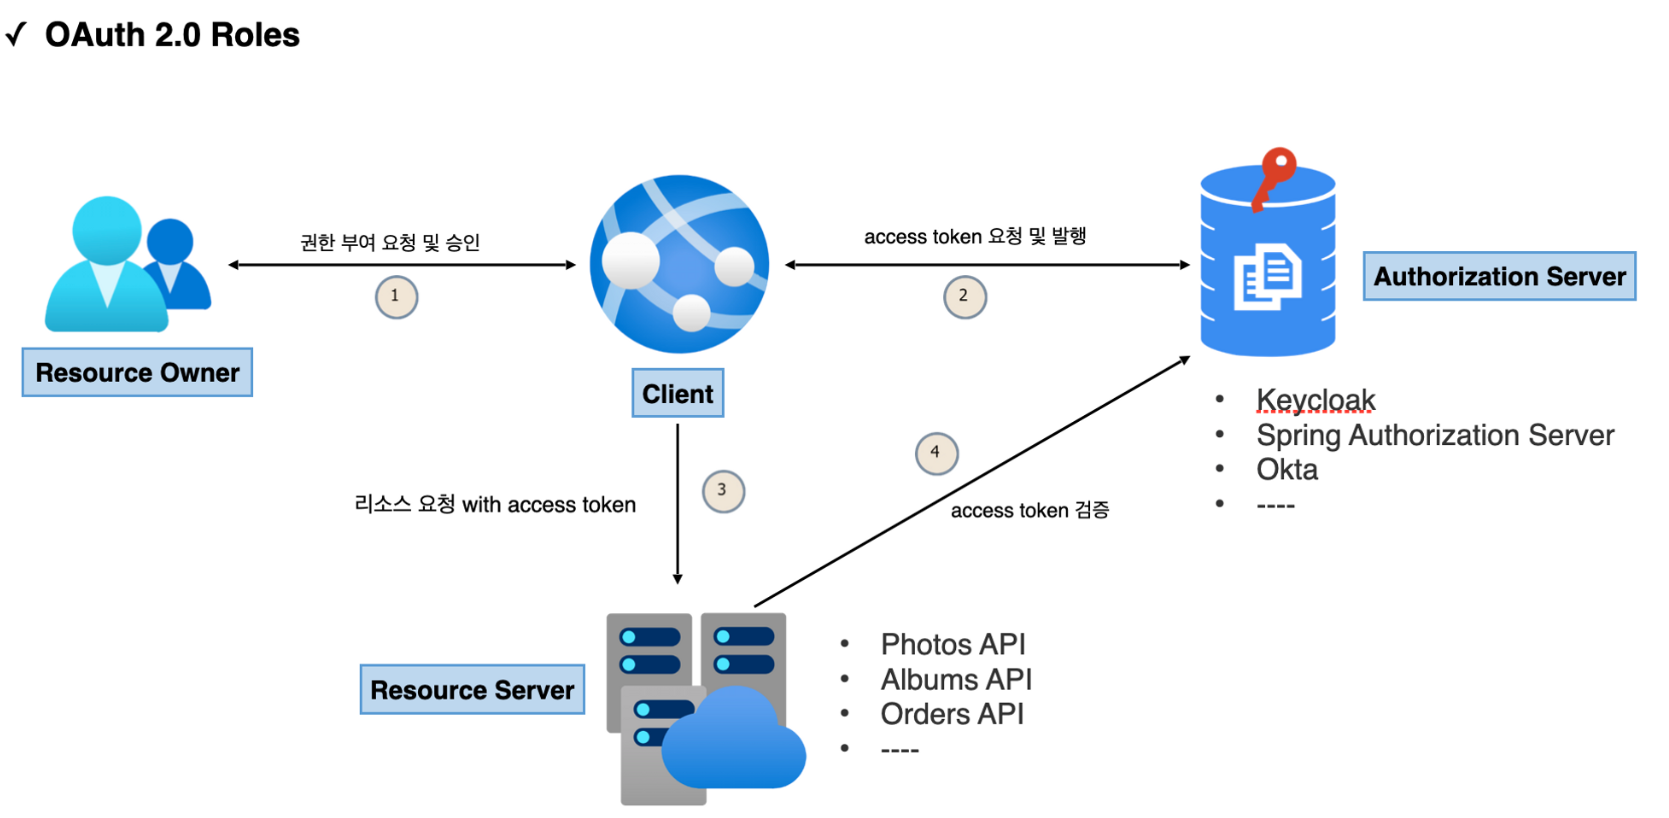 ✓ OAuth 2.0 Roles
권한 부여 요청 및 승인
1
access token 요청 및 발행
2
Authorization Server
Resource Owner
Client
• Keycloak
• Spring Authorization Server
• Okta
• ----
4
access token 검증
리소스 요청 with access token
3
Resource Server
• Photos API
• Albums API
• Orders API
• ----